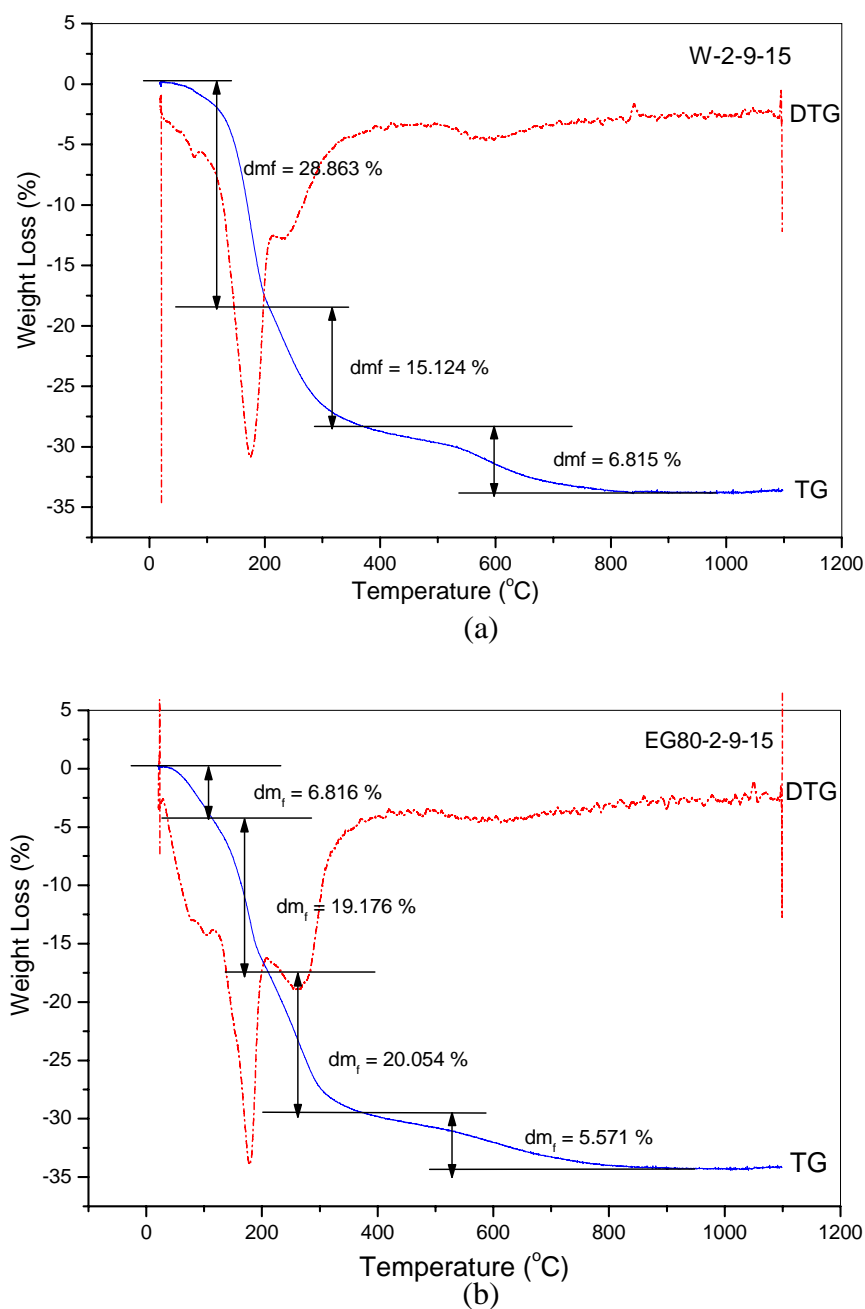 5
0
-5
-10
-15
-20
-25
-30
-35
Weight Loss (%)
W-2-9-15
DTG
dmf = 28.863 %
dmf = 15.124 %
dmf = 6.815 %
TG
0 200 400 600 800 1000 1200
Temperature (°C)
(a)
5
0
-5
-10
-15
-20
-25
-30
-35
Weight Loss (%)
EG80-2-9-15
DTG
dmf = 6.816 %
dmf = 19.176 %
dmf = 20.054 %
dmf = 5.571 %
TG
0 200 400 600 800 1000 1200
Temperature (°C)
(b)